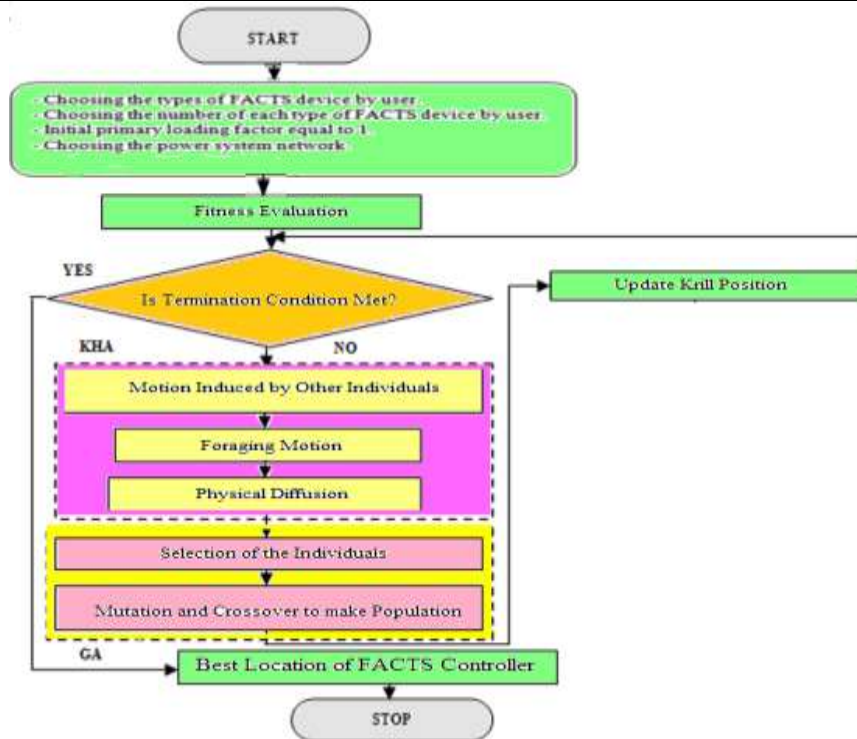 START
- Choosing the types of FACTS device by user.
- Choosing the number of each type of FACTS device by user.
- Initial primary loading factor equal to 1.
- Choosing the power system network
Fitness Evaluation
YES
Is Termination Condition Met?
Update Krill Position
KHA
NO
Motion Induced by Other Individuals
Foraging Motion
Physical Diffusion
Selection of the Individuals
Mutation and Crossover to make Population
GA
Best Location of FACTS Controller
STOP